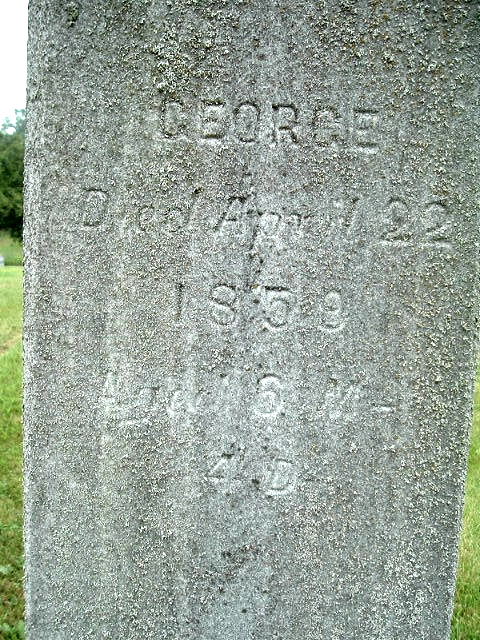 GEORGE
Died April 22
1859
Aged 6 M-
4 D-